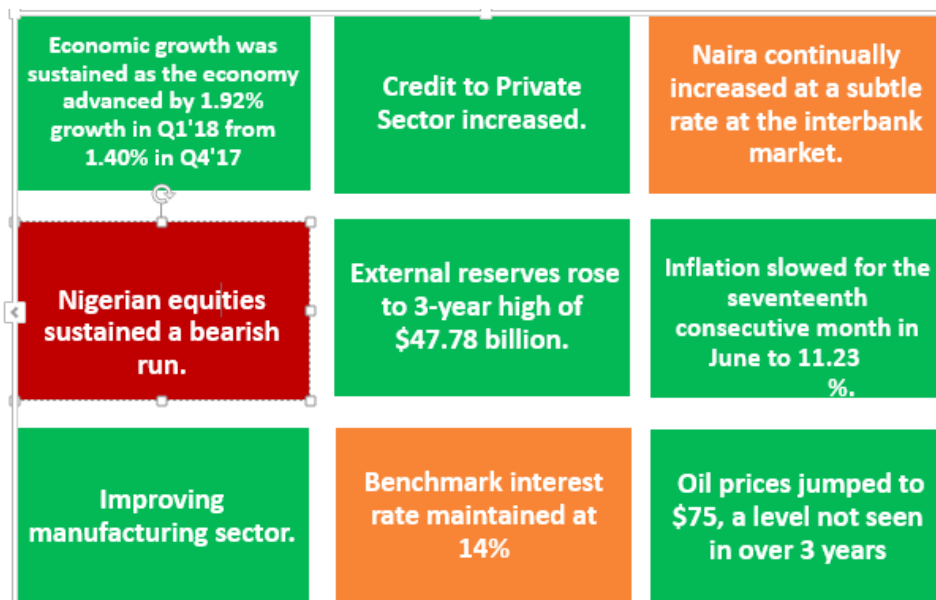 Economic growth was
sustained as the economy
advanced by 1.92%
growth in Q1'18 from
1.40% in Q4'17
Credit to Private
Sector increased.
Naira continually
increased at a subtle
rate at the interbank
market.
Nigerian equities
sustained a bearish
run.
External reserves rose
to 3-year high of
$47.78 billion.
Inflation slowed for the
seventeenth
consecutive month in
June to 11.23
%.
Improving
manufacturing sector.
Benchmark interest
rate maintained at
14%
Oil prices jumped to
$75, a level not seen
in over 3 years